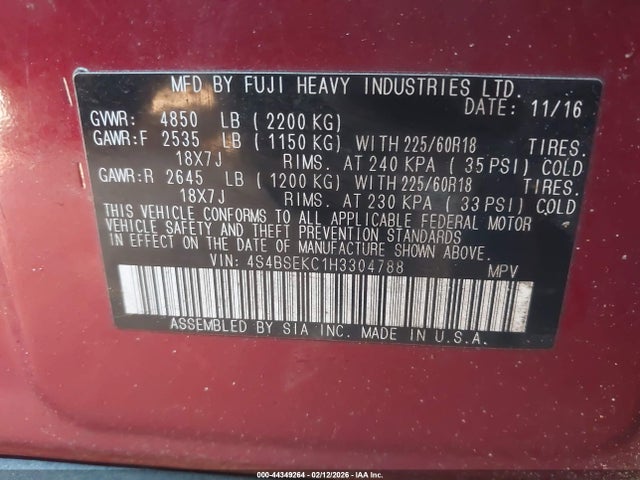 MFD BY FUJI HEAVY INDUSTRIES LTD.
DATE: 11/16
GVWR: 4850 LB (2200 KG)
GAWR: F 2535 LB (1150 KG) WITH 225/60R18 TIRES.
18X7J RIMS. AT 240 KPA (35 PSI) COLD
GAWR: R 2645 LB (1200 KG) WITH 225/60R18 TIRES.
18X7J RIMS. AT 230 KPA (33 PSI) COLD
THIS VEHICLE CONFORMS TO ALL APPLICABLE FEDERAL MOTOR
VEHICLE SAFETY AND THEFT PREVENTION STANDARDS
IN EFFECT ON THE DATE OF MANUFACTURE SHOWN ABOVE.
VIN: 4S4BSEKC1H3304788 MPV
ASSEMBLED BY SIA INC. MADE IN U.S.A.
000-44349264 - 02/12/2026 - IAA Inc.